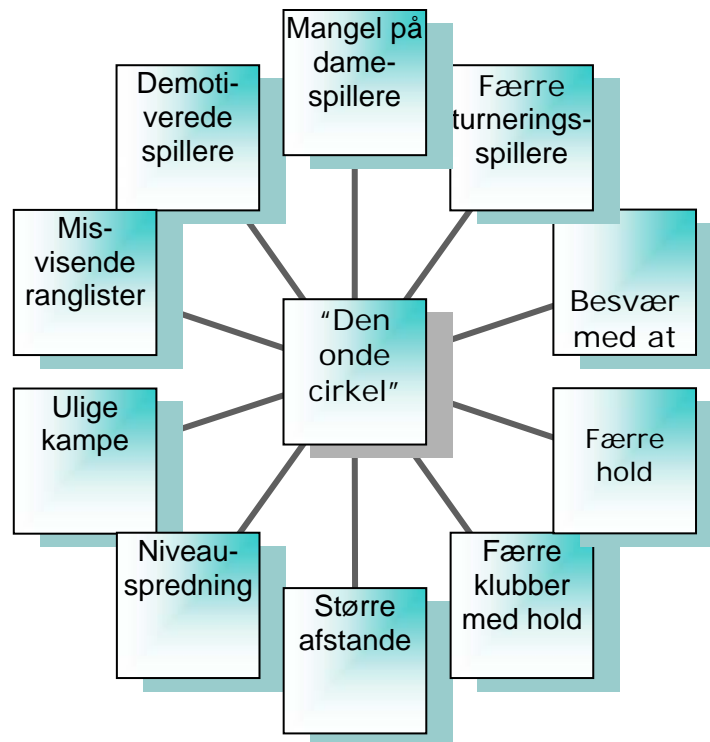 Mangel på
dame-
spillere
Færre
turnerings-
spillere
Besvær
med at
Færre
hold
Færre
klubber
med hold
Større
afstande
Niveau-
spredning
Ulige
kampe
Mis-
visende
ranglister
Demoti-
verede
spillere
"Den
onde
cirkel"